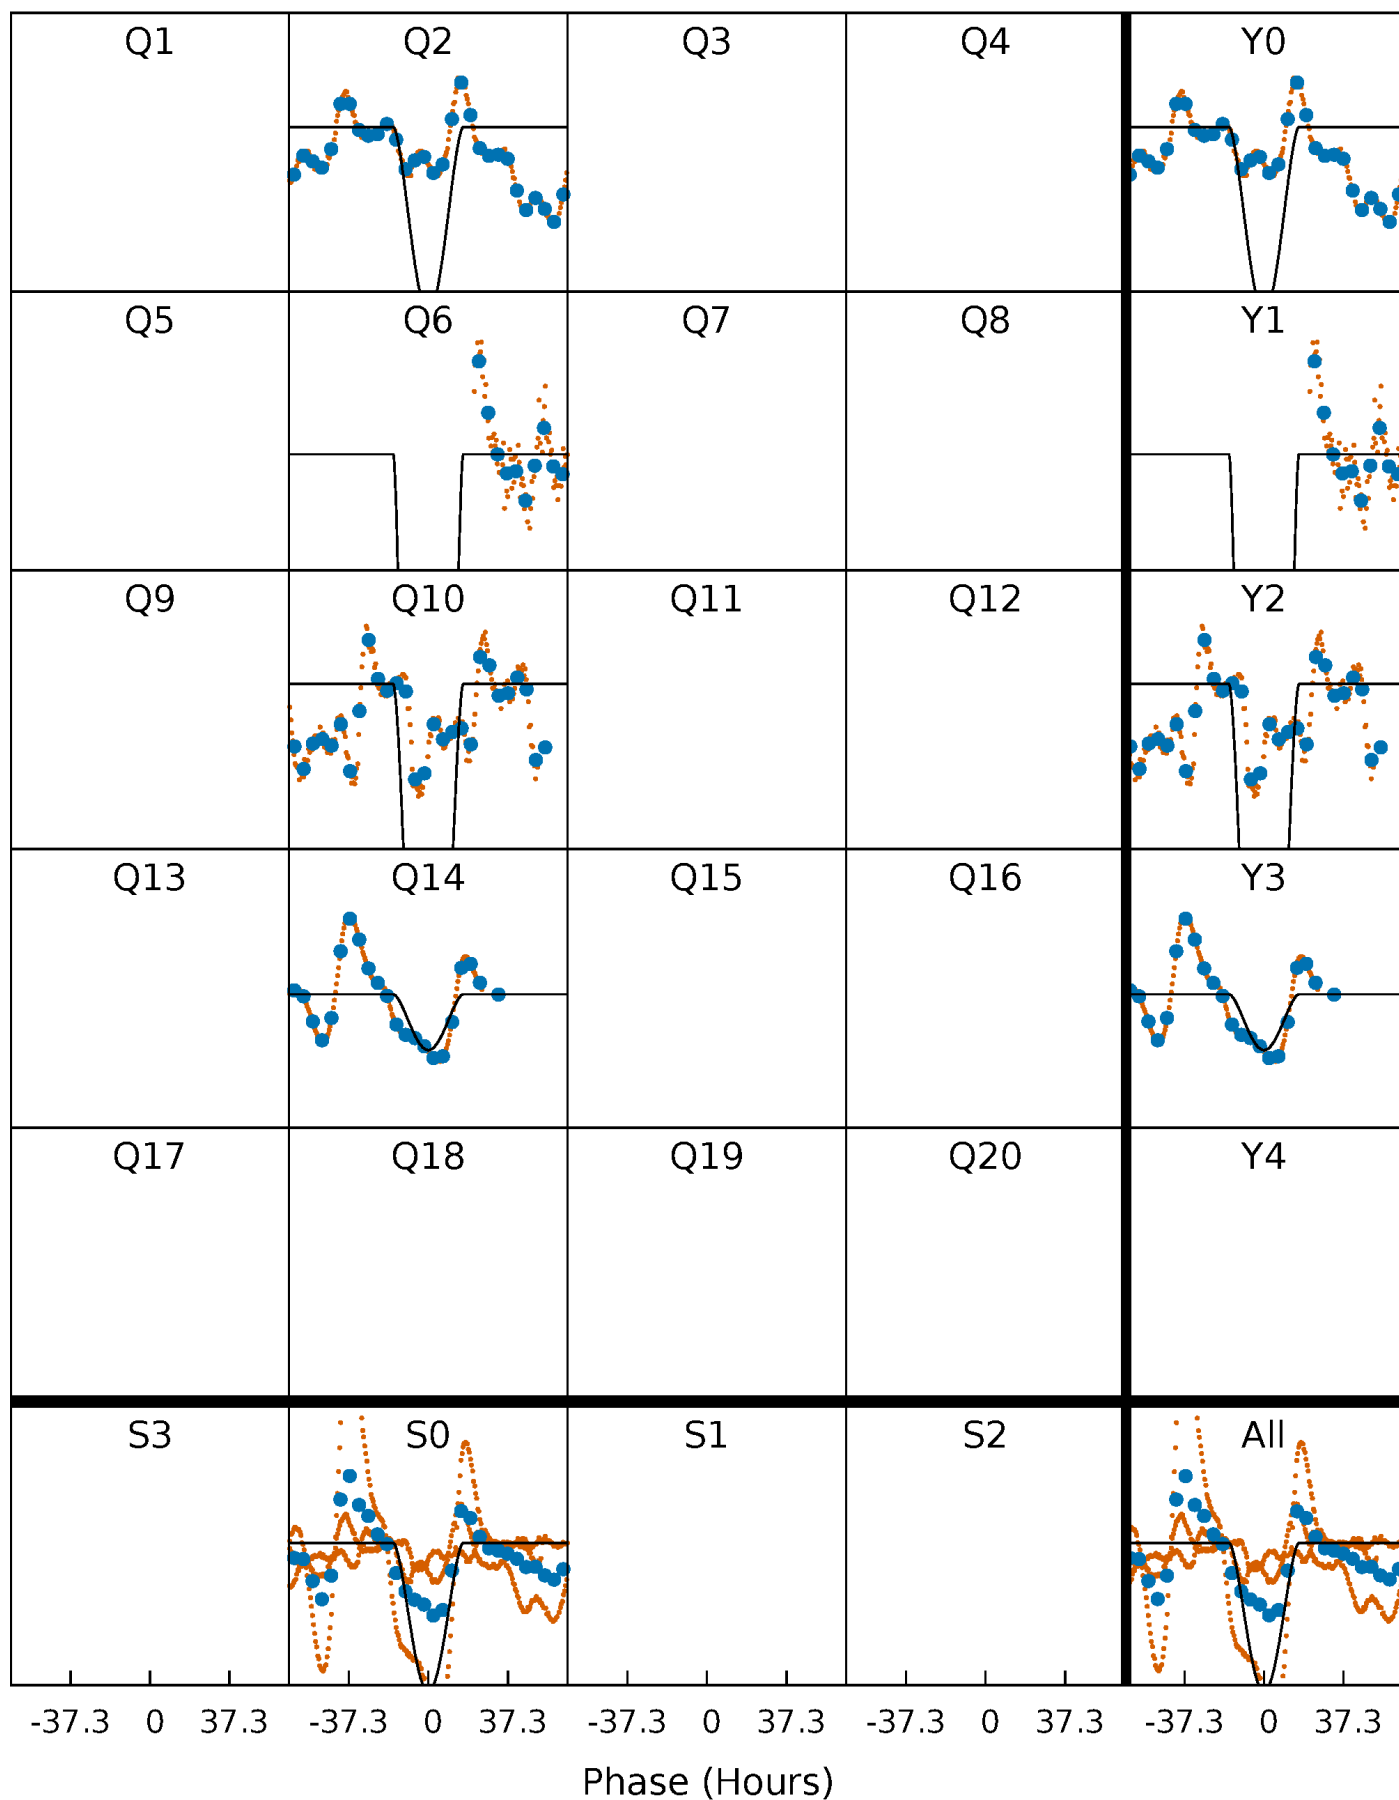 Q1 Q2 Q3 Q4 Y0
Q5 Q6 Q7 Q8 Y1
Q9 Q10 Q11 Q12 Y2
Q13 Q14 Q15 Q16 Y3
Q17 Q18 Q19 Q20 Y4
S3 S0 S1 S2 All
-37.3 0 37.3 -37.3 0 37.3 -37.3 0 37.3 -37.3 0 37.3 -37.3 0 37.3
Phase (Hours)